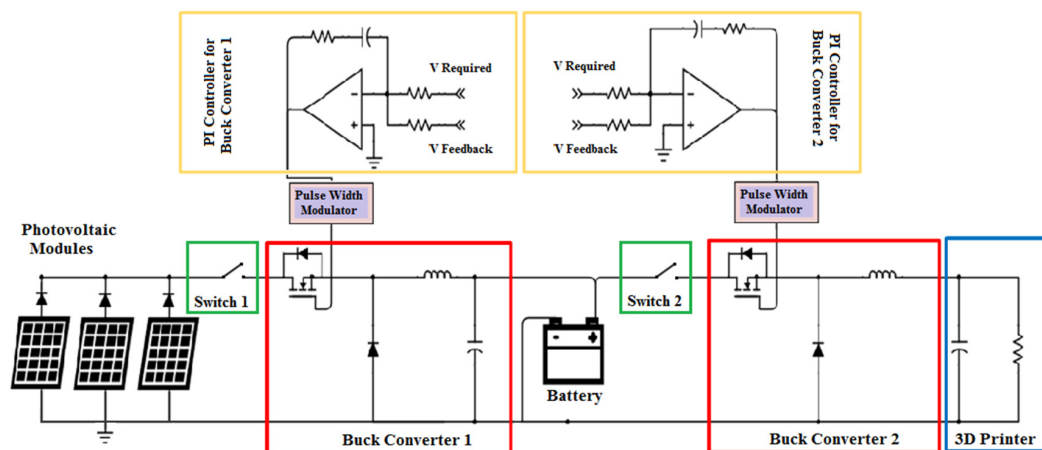 PI Controller for
Buck Converter 1
V Required
V Feedback
-
+
V Required
V Feedback
-
+
PI Controller for
Buck Converter 2
Pulse Width
Modulator
Pulse Width
Modulator
Photovoltaic
Modules
Switch 1
Switch 2
-
+
Battery
Buck Converter 1
Buck Converter 2
3D Printer